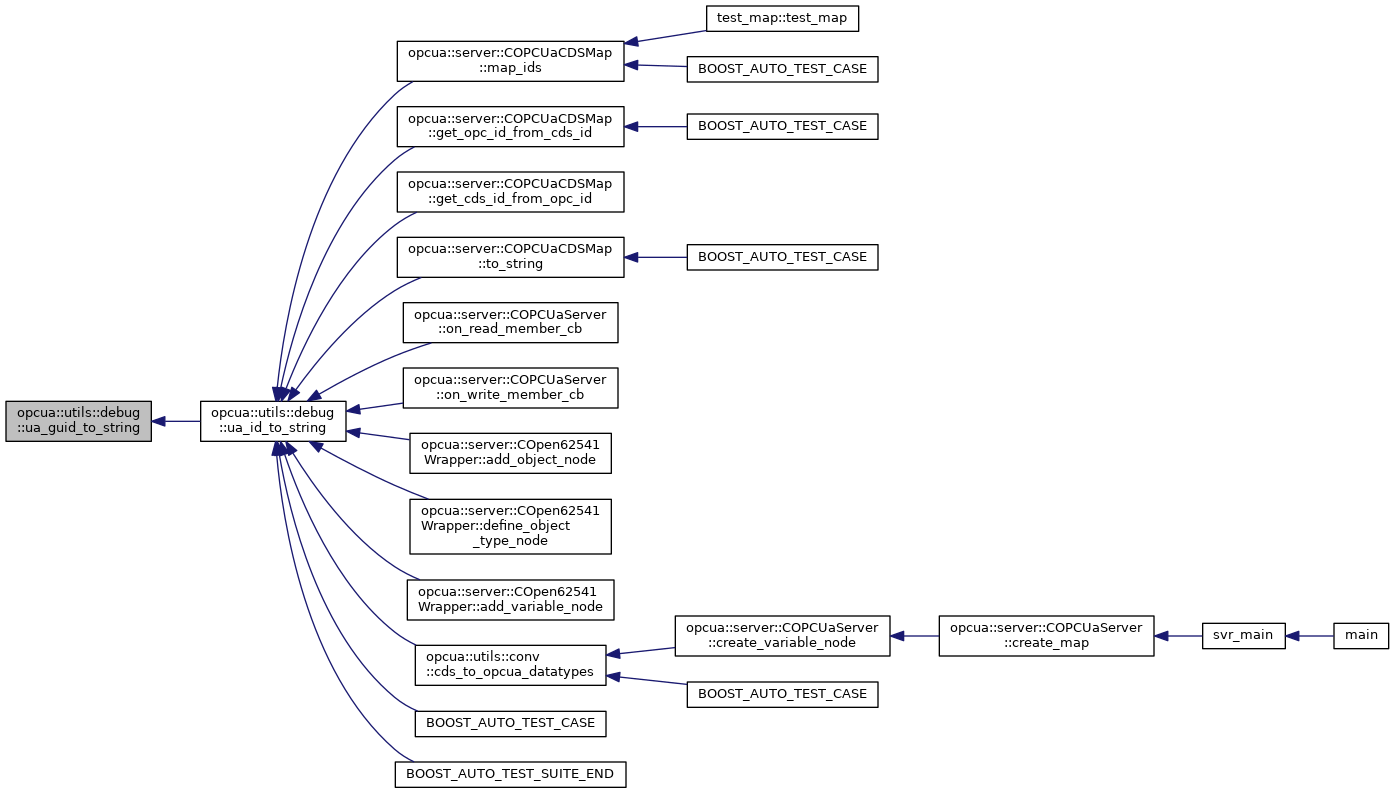 test_map::test_map
opcua::server::COPCUaCDSMap
::map_ids
BOOST_AUTO_TEST_CASE
opcua::server::COPCUaCDSMap
::get_opc_id_from_cds_id
BOOST_AUTO_TEST_CASE
opcua::server::COPCUaCDSMap
::get_cds_id_from_opc_id
opcua::server::COPCUaCDSMap
::to_string
BOOST_AUTO_TEST_CASE
opcua::server::COPCUaServer
::on_read_member_cb
opcua::server::COPCUaServer
::on_write_member_cb
opcua::utils::debug
::ua_guid_to_string
opcua::utils::debug
::ua_id_to_string
opcua::server::COpen62541
Wrapper::add_object_node
opcua::server::COpen62541
Wrapper::define_object
_type_node
opcua::server::COpen62541
Wrapper::add_variable_node
opcua::utils::conv
::cds_to_opcua_datatypes
opcua::server::COPCUaServer
::create_variable_node
opcua::server::COPCUaServer
::create_map
svr_main
main
BOOST_AUTO_TEST_CASE
BOOST_AUTO_TEST_CASE
BOOST_AUTO_TEST_SUITE_END